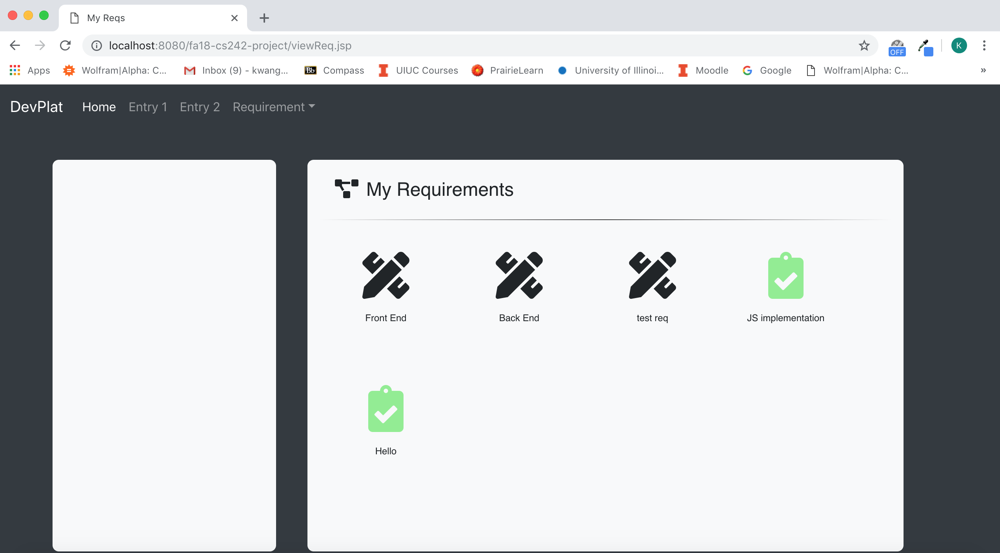 My Reqs
localhost:8080/fa18-cs242-project/viewReq.jsp
OFF
K
Apps
Wolfram|Alpha: C...
Inbox (9) - kwang...
Bb
Compass
UIUC Courses
PrairieLearn
University of Illinoi...
Moodle
Google
Wolfram|Alpha: C...
»
DevPlat Home Entry 1 Entry 2 Requirement
My Requirements
Front End
Back End
test req
JS implementation
Hello